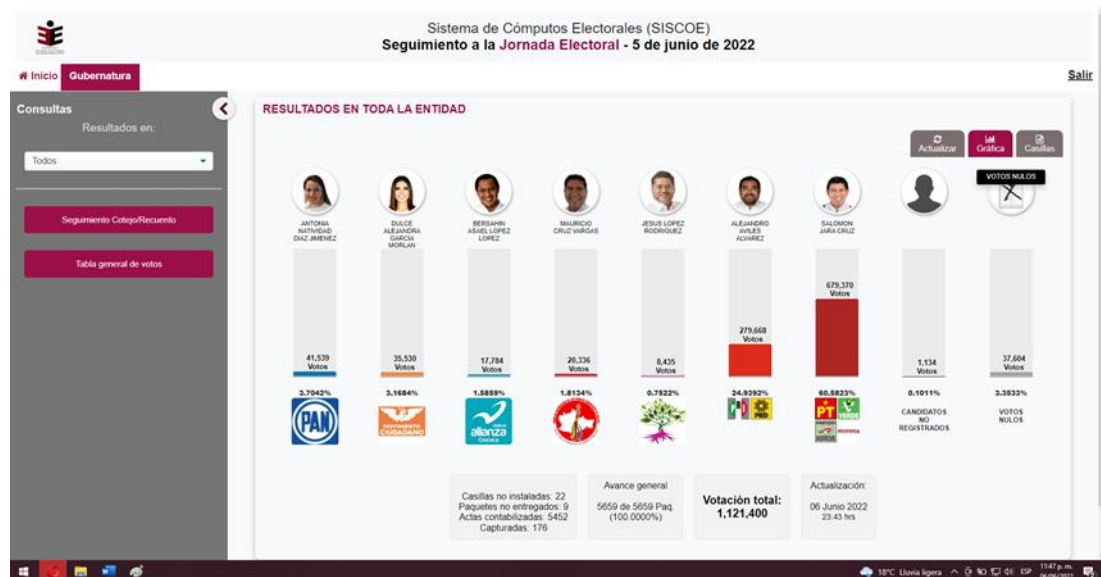 Sistema de Cómputos Electorales (SISCOE)
Seguimiento a la Jornada Electoral - 5 de junio de 2022
Inicio
Gubernatura
Salir
Consultas
Resultados en:
Todos
Seguimiento Cotejo/Recuento
Tabla general de votos
RESULTADOS EN TODA LA ENTIDAD
Actualizar
Gráfica
Casillas
VOTOS NULOS
ANTONIA
NATIVIDAD
DIAZ JIMENEZ
DULCE
ALEJANDRA
GARCIA
MORLAN
BERSAHIN
ASAEL LOPEZ
LOPEZ
MAURICIO
CRUZ VARGAS
JESUS LOPEZ
RODRIGUEZ
ALEJANDRO
AVILES
ALVAREZ
SALOMON
JARA CRUZ
41,539
Votos
35,530
Votos
17,784
Votos
20,336
Votos
8,435
Votos
279,668
Votos
679,370
Votos
1,134
Votos
37,604
Votos
3.7042%
3.1684%
1.5859%
1.8134%
0.7522%
24.9392%
60.5823%
0.1011%
3.3533%
PAN
MOVIMIENTO
CIUDADANO
nueva
alianza
Oaxaca
PRI
PRD
PT
VERDE
morena
CANDIDATOS
NO
REGISTRADOS
VOTOS
NULOS
Casillas no instaladas: 22
Paquetes no entregados: 9
Actas contabilizadas: 5452
Capturadas: 176
Avance general
5659 de 5659 Paq.
(100.0000%)
Votación total:
1,121,400
Actualización:
06 Junio 2022
23:43 hrs
18°C Lluvia ligera
ESP
11:47 p. m.